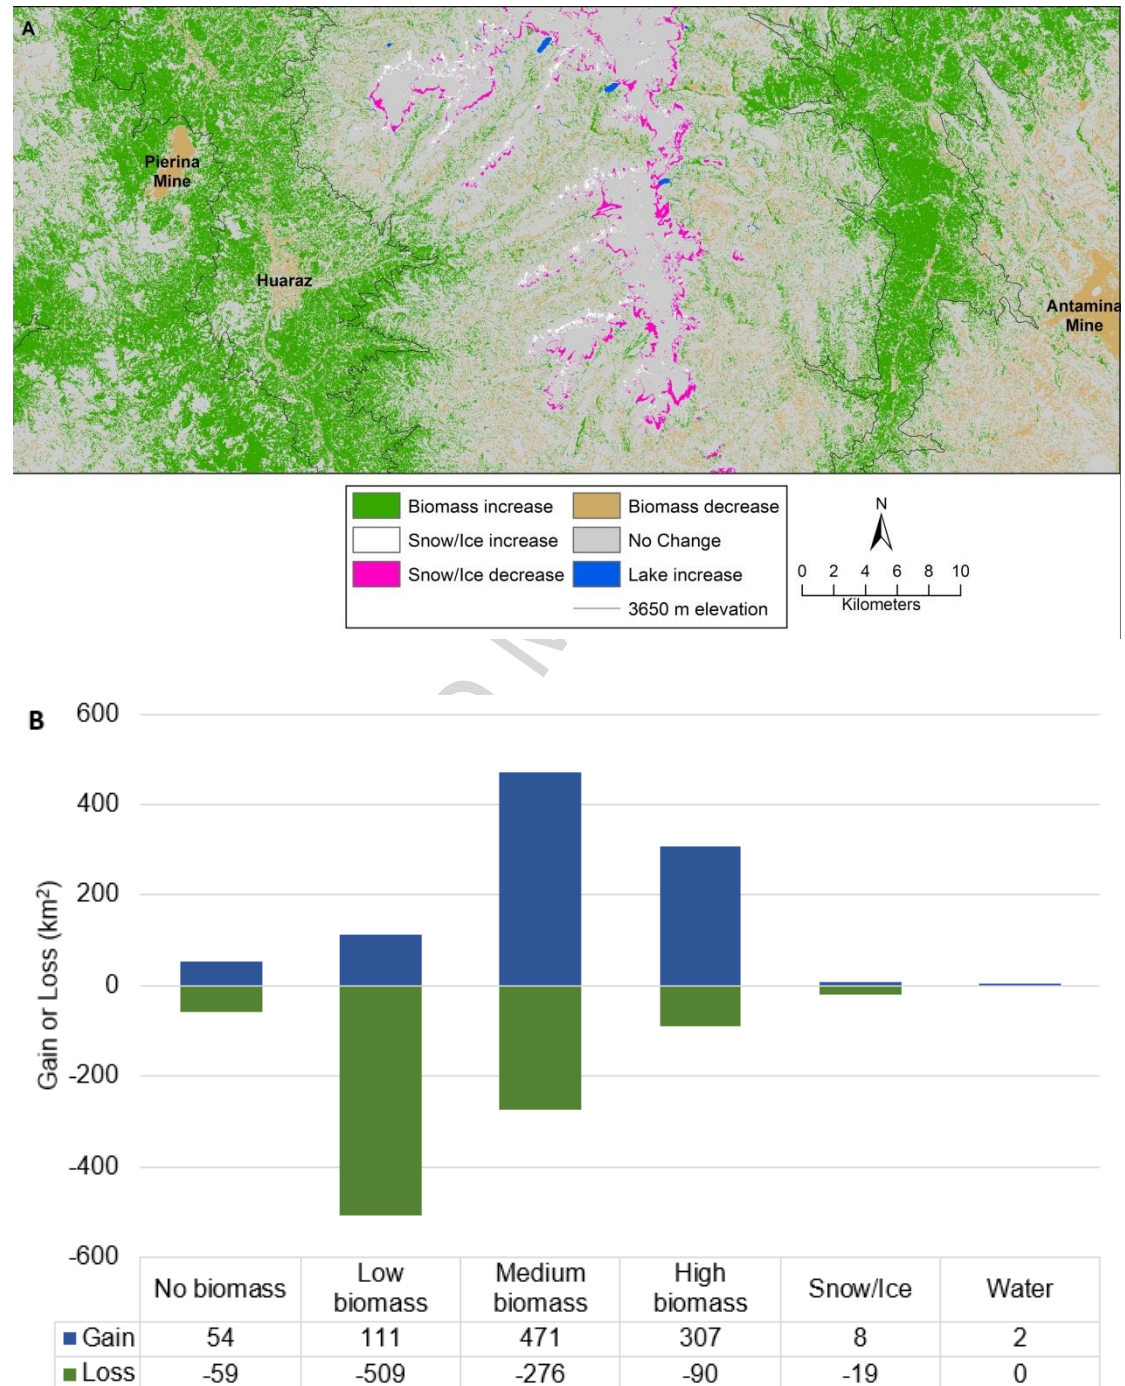 A
Pierina
Mine
Huaraz
Antamina
Mine
Biomass increase
Biomass decrease
Snow/Ice increase
No Change
Snow/Ice decrease
Lake increase
3650 m elevation
N
0 2 4 6 8 10
Kilometers
B
600
400
200
0
-200
-400
-600
Gain or Loss (km²)
No biomass Low biomass Medium biomass High biomass Snow/Ice Water
Gain 54 111 471 307 8 2
Loss -59 -509 -276 -90 -19 0